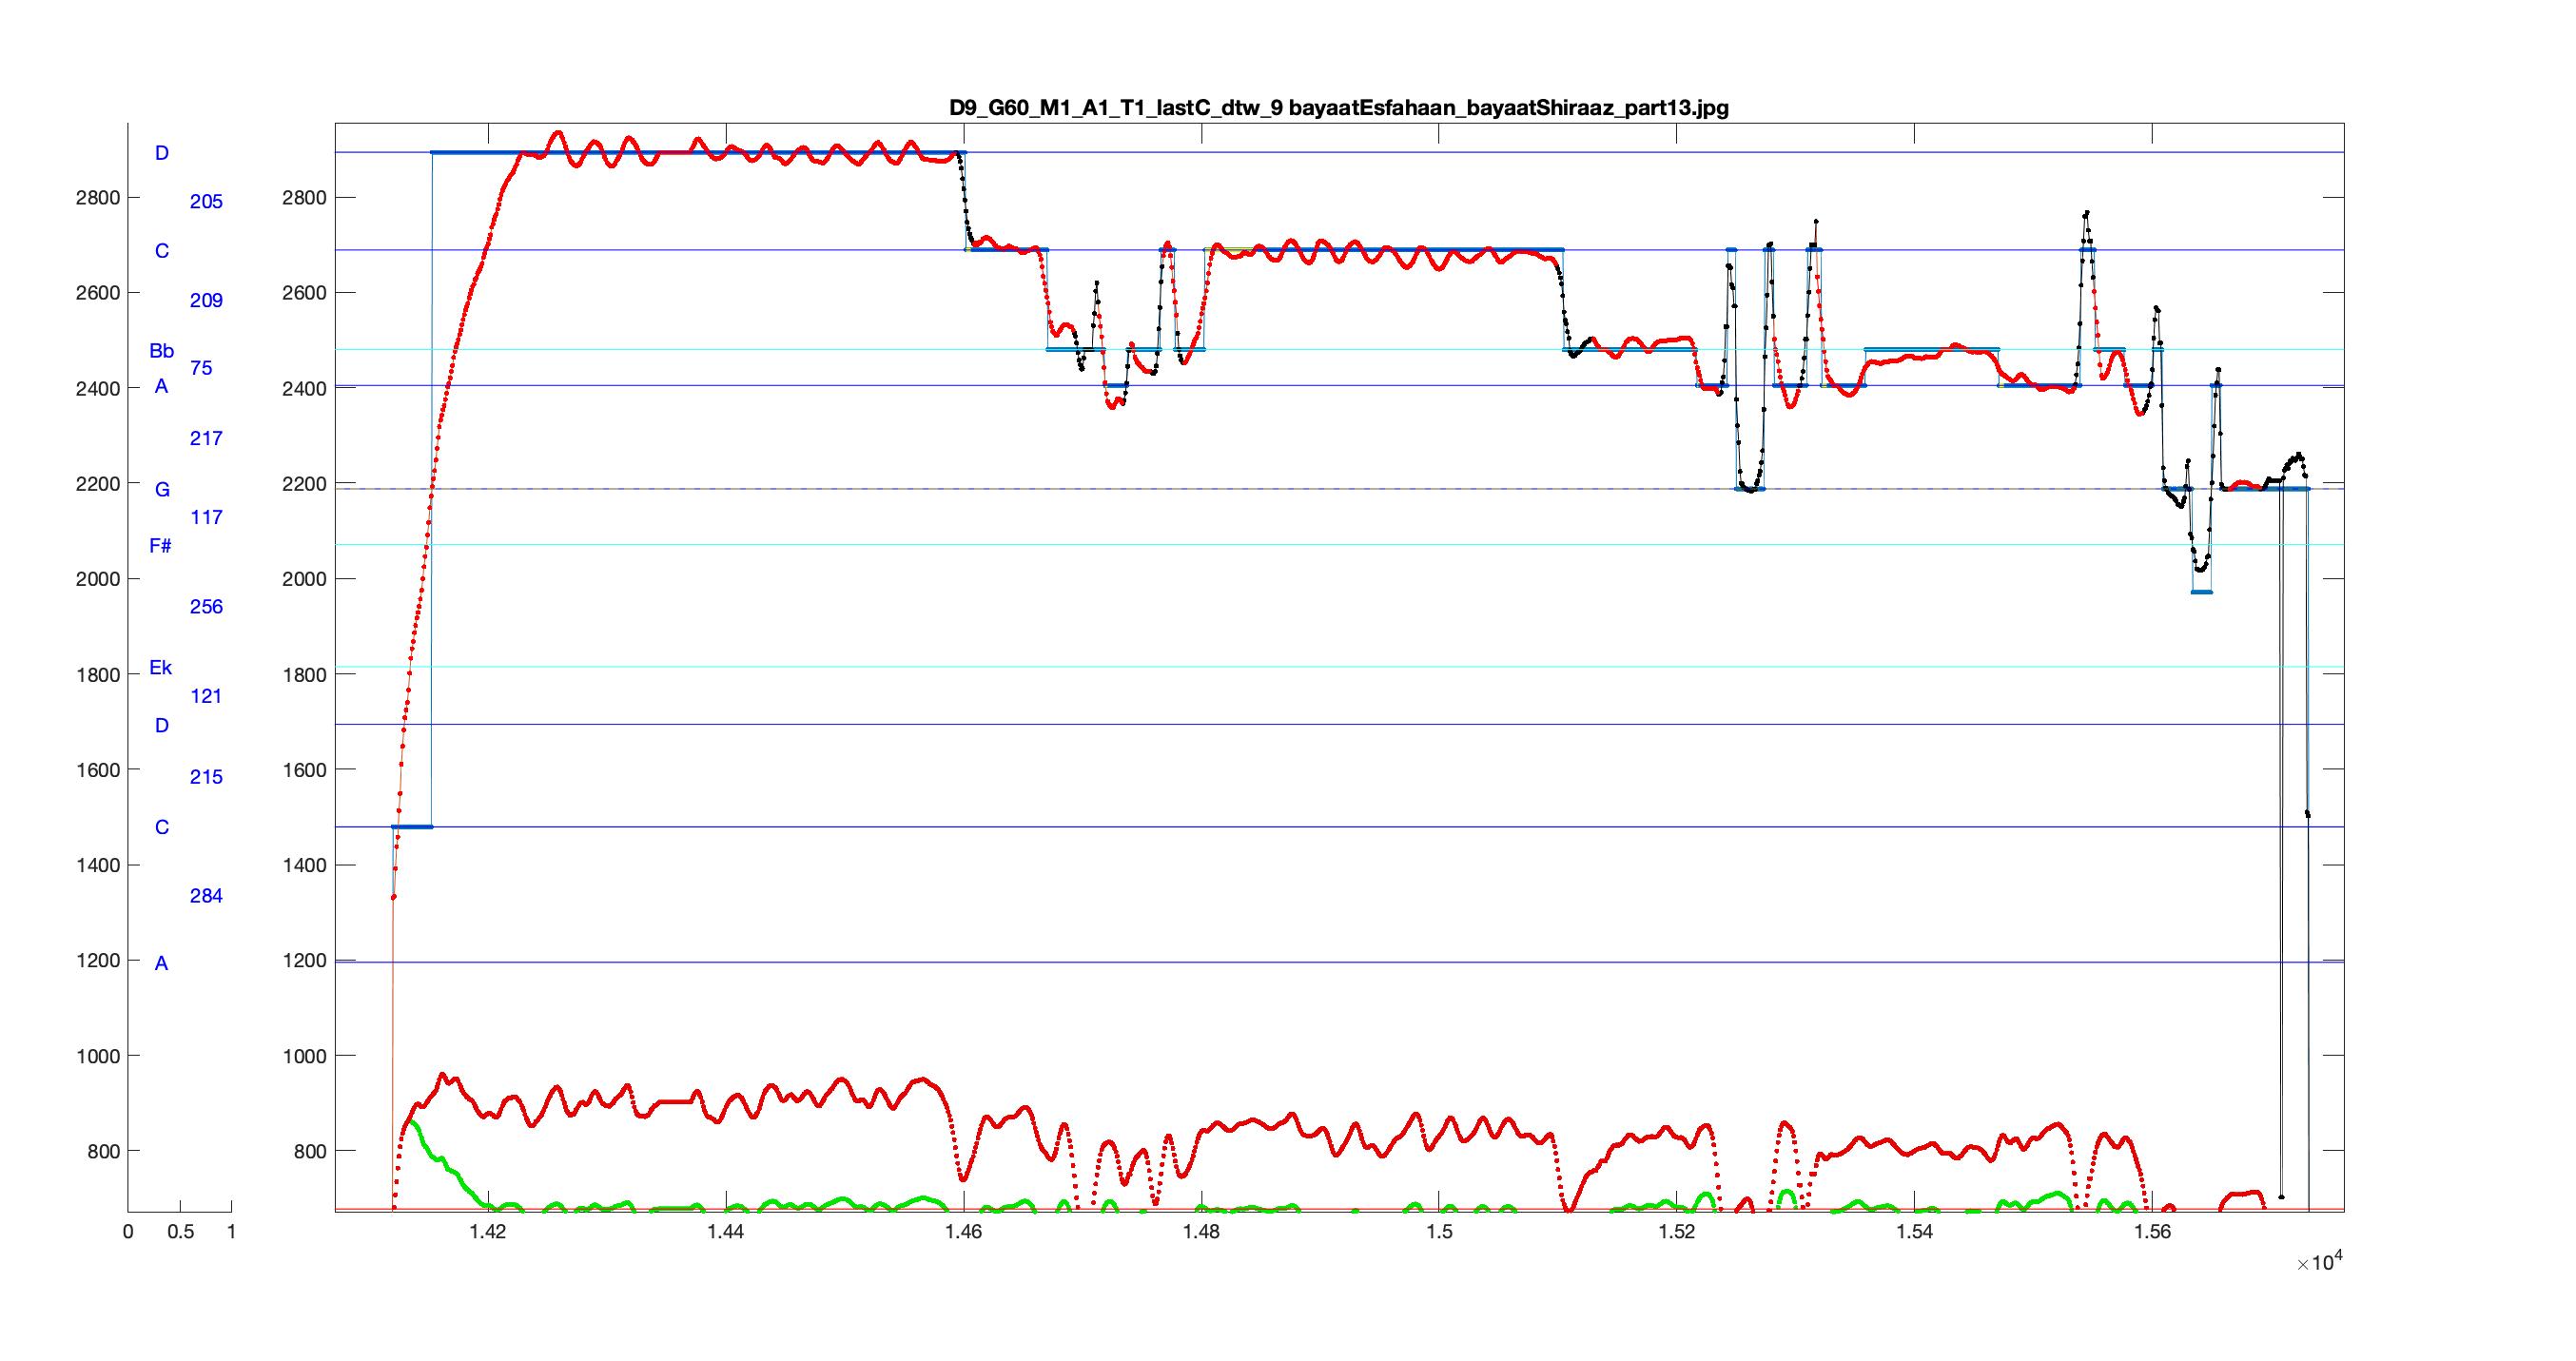 D9_G60_M1_A1_T1_lastC_dtw_9 bayaatEsfahaan_bayaatShiraaz_part13.jpg
D
2800 205 2800
C
2600 209 2600
Bb
75
2400 A 2400
217
2200 G 2200
117
F#
2000 2000
256
Ek
1800 1800
121
D
1600 215 1600
C
1400 1400
284
1200 A 1200
1000 1000
800 800
0 0.5 1 1.42 1.44 1.46 1.48 1.5 1.52 1.54 1.56
×10^4